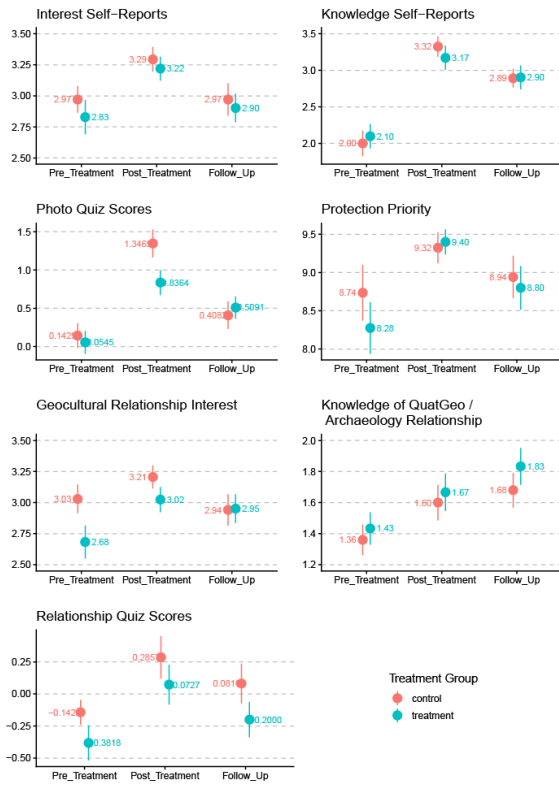 Interest Self−Reports
3.50
3.25
3.00
2.75
2.50
2.97
2.83
3.29
3.22
2.97
2.90
Pre_Treatment
Post_Treatment
Follow_Up
Knowledge Self−Reports
3.5
3.0
2.5
2.0
2.00
2.10
3.32
3.17
2.89
2.90
Pre_Treatment
Post_Treatment
Follow_Up
Photo Quiz Scores
1.5
1.0
0.5
0.0
0.142
.0545
1.346
.8364
0.408
.5091
Pre_Treatment
Post_Treatment
Follow_Up
Protection Priority
9.5
9.0
8.5
8.0
8.74
8.28
9.32
9.40
8.94
8.80
Pre_Treatment
Post_Treatment
Follow_Up
Geocultural Relationship Interest
3.50
3.25
3.00
2.75
2.50
3.03
2.68
3.21
3.02
2.94
2.95
Pre_Treatment
Post_Treatment
Follow_Up
Knowledge of QuatGeo /
Archaeology Relationship
2.0
1.8
1.6
1.4
1.2
1.36
1.43
1.60
1.67
1.68
1.83
Pre_Treatment
Post_Treatment
Follow_Up
Relationship Quiz Scores
0.25
0.00
−0.25
−0.50
−0.142
0.3818
0.285
0.0727
0.081
0.2000
Pre_Treatment
Post_Treatment
Follow_Up
Treatment Group
control
treatment